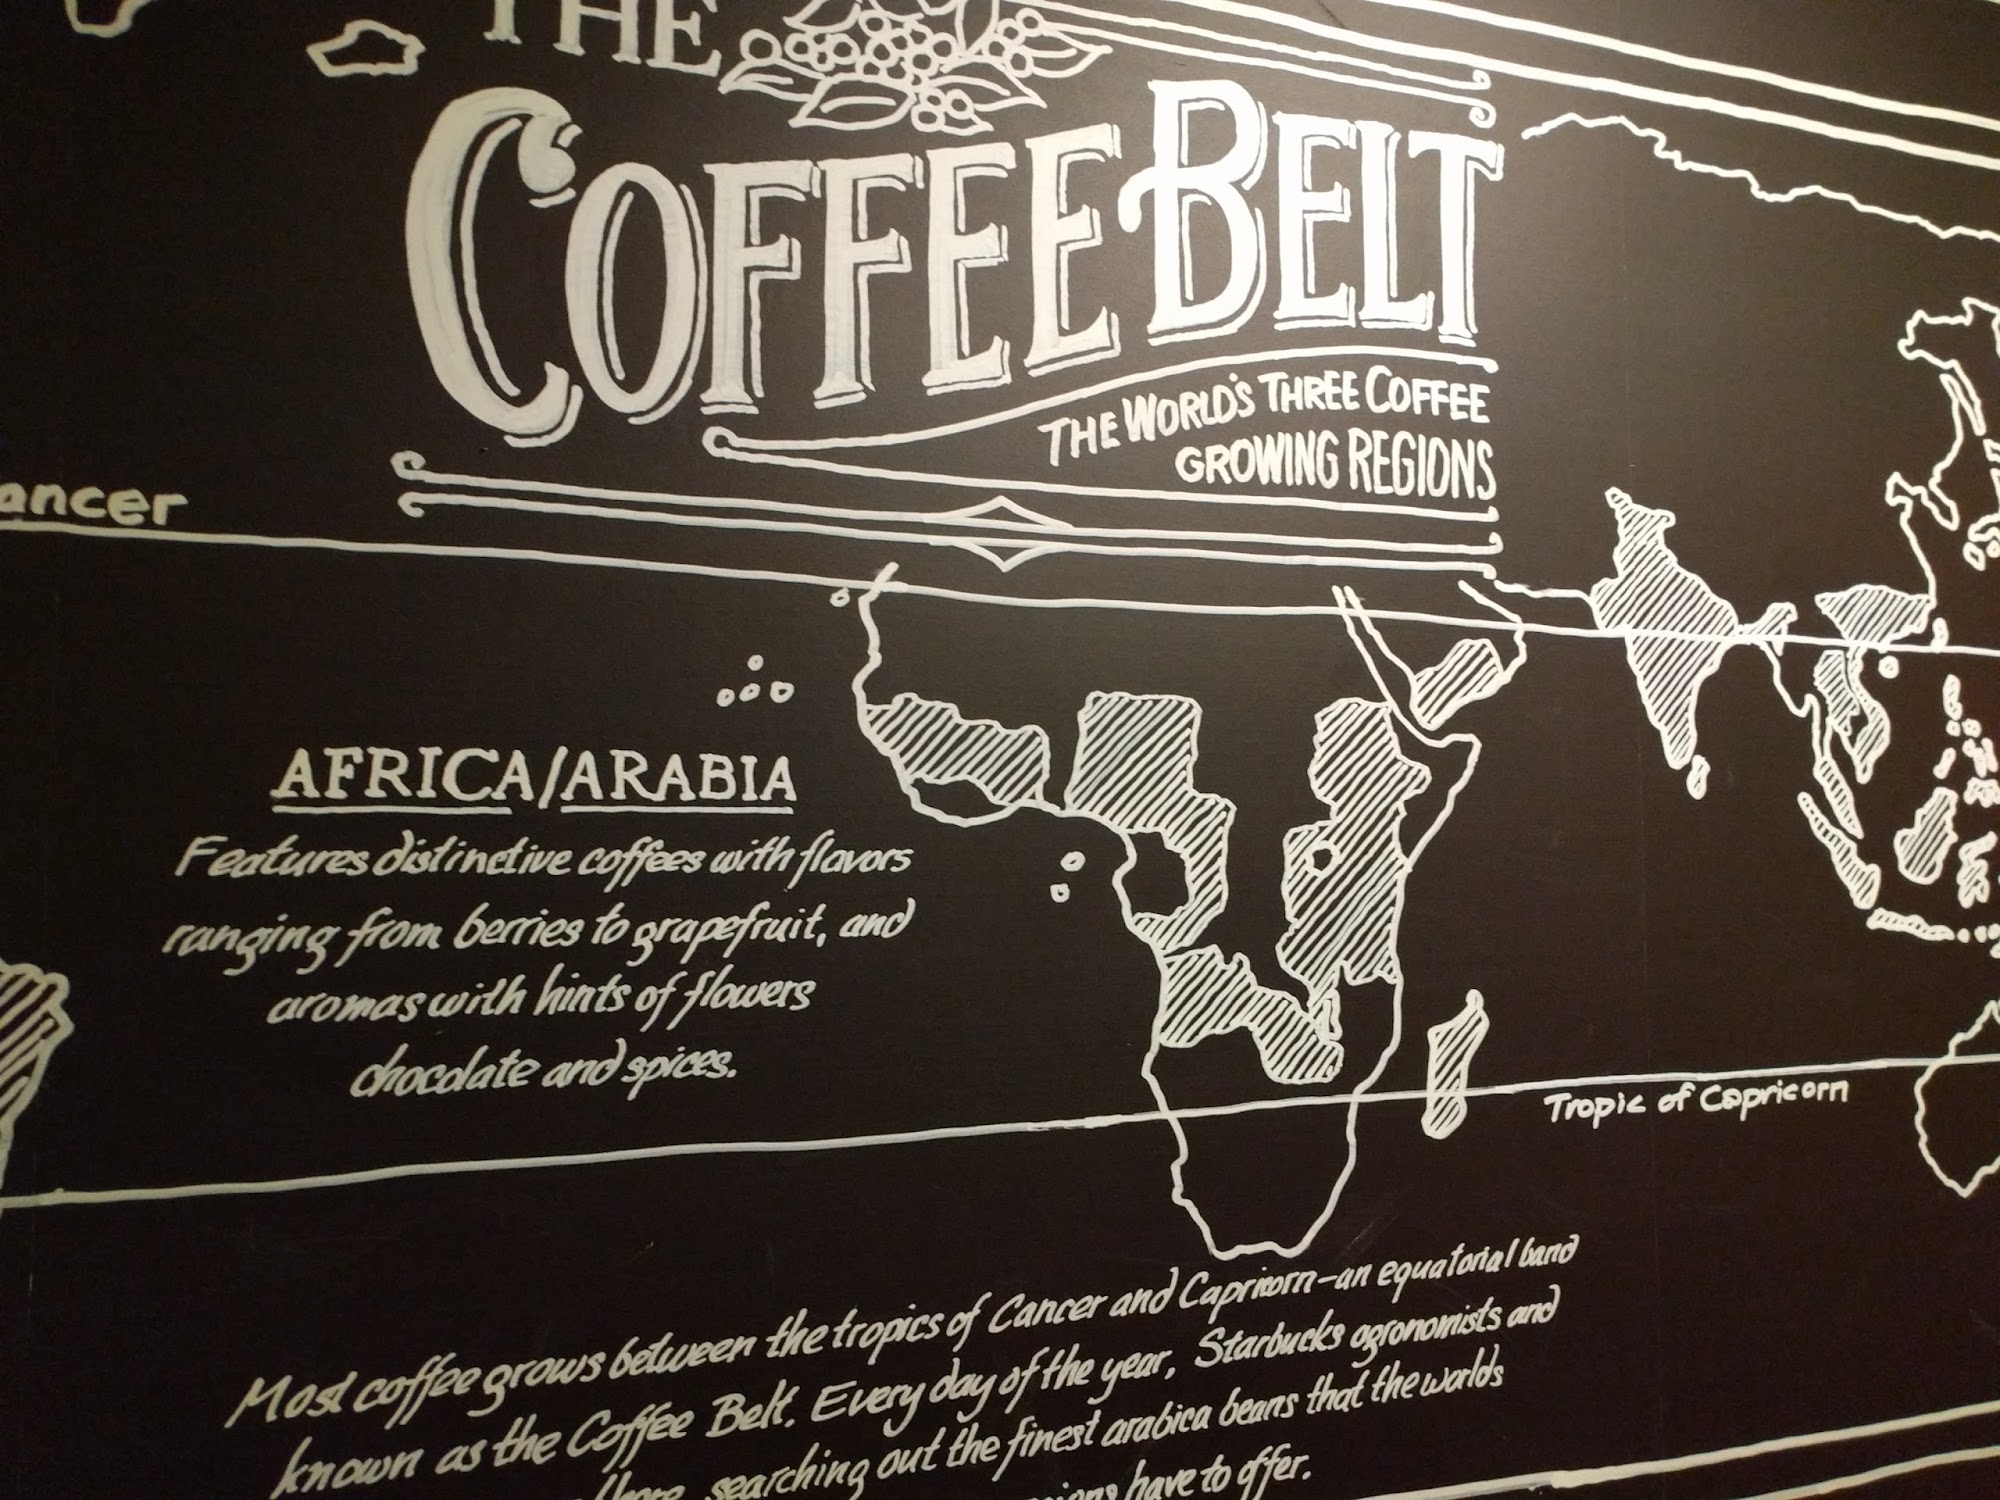 THE
COFFEE BELT
THE WORLD'S THREE COFFEE
GROWING REGIONS
ancer
AFRICA/ARABIA
Features distinctive coffees with flavors
ranging from berries to grapefruit, and
aromas with hints of flowers
chocolate and spices.
Tropic of Capricorn
Most coffee grows between the tropics of Cancer and Capricorn-an equatorial band
known as the Coffee Belt. Every day of the year, Starbucks agronomists and
searching out the finest arabica beans that the worlds
have to offer.